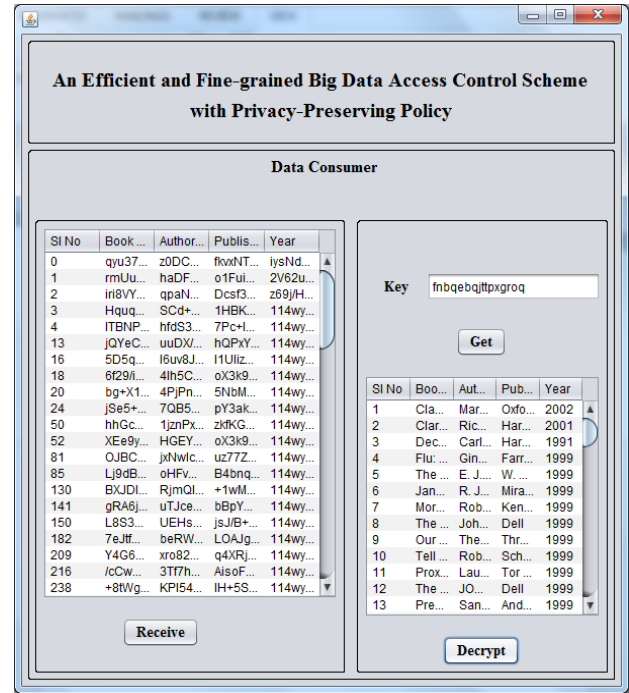 An Efficient and Fine-grained Big Data Access Control Scheme
with Privacy-Preserving Policy
Data Consumer
SI No Book ... Author... Publis... Year
0 qyu37... z0DC... fkvxNT... iysNd...
1 rmUu... haDF... o1Fui... 2V62u...
2 iri8VY... qpaN... Dcsf3... z69j/H...
3 Hquq... SCd+... 1HBK... 114wy...
4 ITBNP... hfdS3... 7Pc+I... 114wy...
13 jQYeC... uuDX/... hQPxY... 114wy...
16 5D5q... I6uv8J... I1UIiz... 114wy...
18 6f29/i... 4Ih5C... oX3k9... 114wy...
20 bg+X1... 4PjPn... 5NbM... 114wy...
24 jSe5+... 7QB5... pY3ak... 114wy...
50 hhGc... 1jznPx... zkfKG... 114wy...
52 XEe9y... HGEY... oX3k9... 114wy...
81 OJBC... jxNwIc... uz77Z... 114wy...
85 Lj9dB... oHFv... B4bnq... 114wy...
130 BXJDI... RjmQI... +1wM... 114wy...
141 gRA6j... uTJce... bBpY... 114wy...
150 L8S3... UEHs... jsJ/B+... 114wy...
182 7eJtf... beRW... LOAJg... 114wy...
209 Y4G6... xro82... q4XRj... 114wy...
216 /cCw... 3Tf7h... AisoF... 114wy...
238 +8tWg... KPI54... IH+5S... 114wy...
Receive
Key fnbqebqjttpxgroq
Get
SI No Boo... Aut... Pub... Year
1 Cla... Mar... Oxfo... 2002
2 Clar... Ric... Har... 2001
3 Dec... Carl... Har... 1991
4 Flu: ... Gin... Farr... 1999
5 The ... E. J.... W. ... 1999
6 Jan... R. J... Mira... 1999
7 Mor... Rob... Ken... 1999
8 The ... Joh... Dell 1999
9 Our ... The... Thr... 1999
10 Tell ... Rob... Sch... 1999
11 Prox... Lau... Tor ... 1999
12 The ... JO... Dell 1999
13 Pre... San... And... 1999
Decrypt